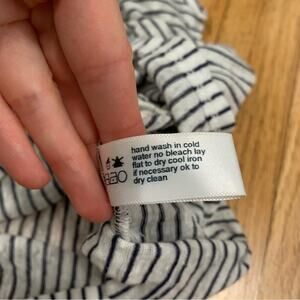 hand wash in cold
water no bleach lay
flat to dry cool iron
if necessary ok to
dry clean